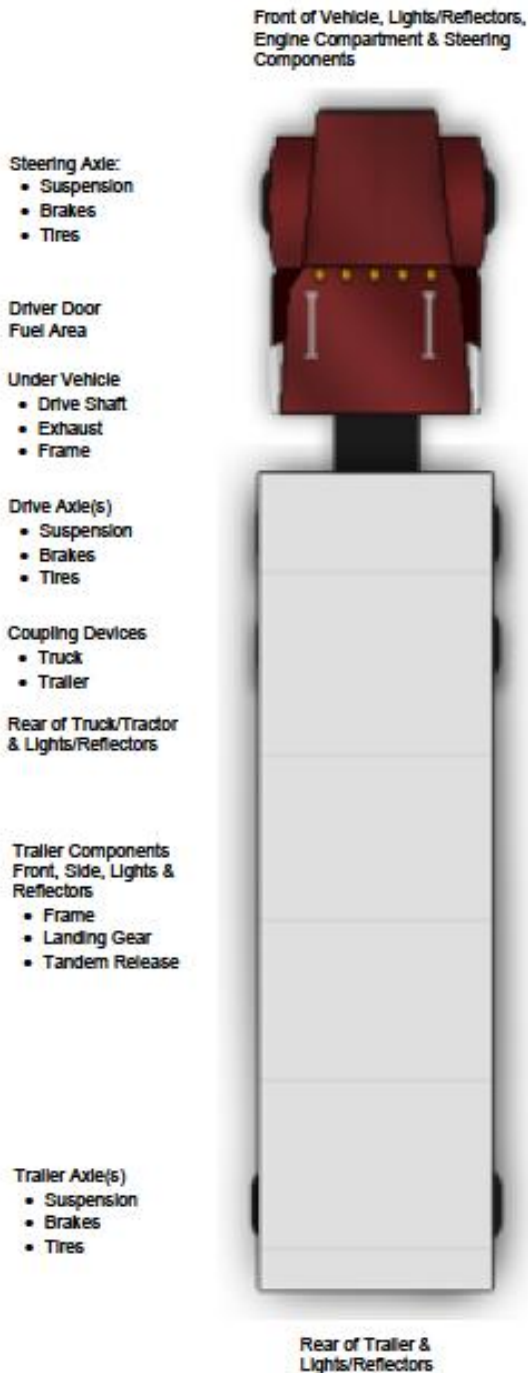 Front of Vehicle, Lights/Reflectors,
Engine Compartment & Steering
Components
Steering Axle:
• Suspension
• Brakes
• Tires
Driver Door
Fuel Area
Under Vehicle
• Drive Shaft
• Exhaust
• Frame
Drive Axle(s)
• Suspension
• Brakes
• Tires
Coupling Devices
• Truck
• Trailer
Rear of Truck/Tractor
& Lights/Reflectors
Trailer Components
Front, Side, Lights &
Reflectors
• Frame
• Landing Gear
• Tandem Release
Trailer Axle(s)
• Suspension
• Brakes
• Tires
Rear of Trailer &
Lights/Reflectors